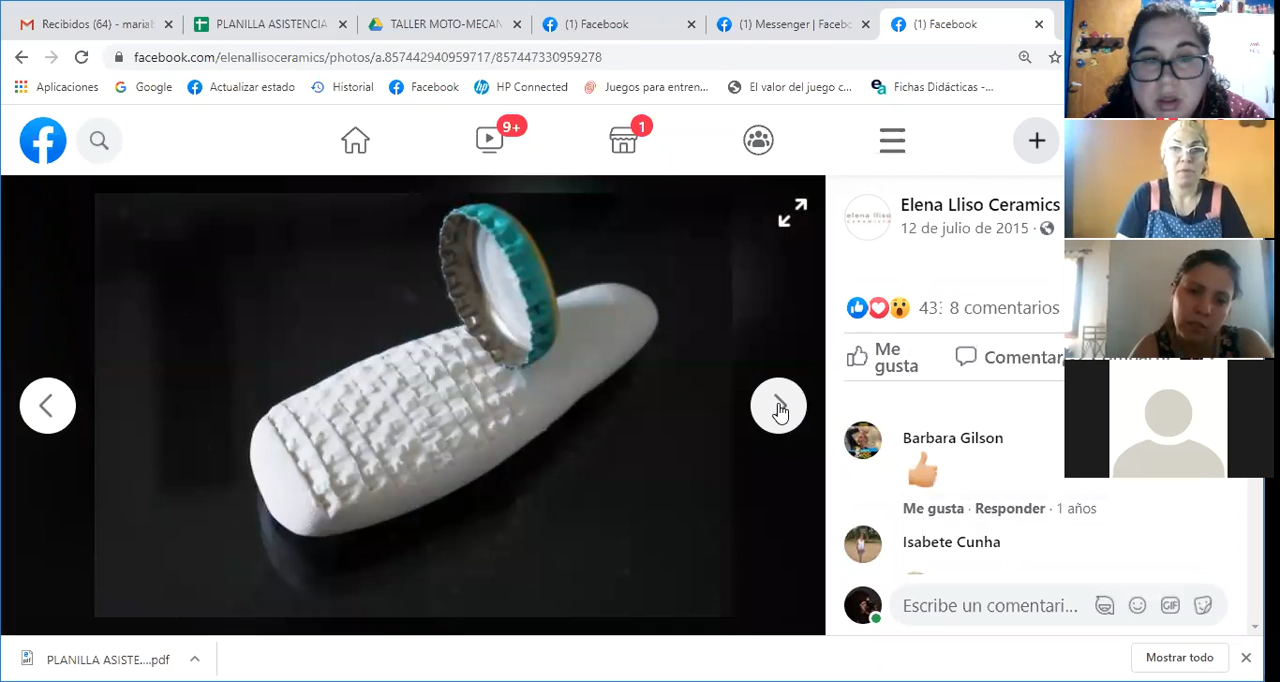 Recibidos (64) - mariab
PLANILLA ASISTENCIA
TALLER MOTO-MECAN
(1) Facebook
(1) Messenger | Facebo
(1) Facebook
facebook.com/elenallisoceramics/photos/a.857442940959717/857447330959278
Aplicaciones
Google
Actualizar estado
Historial
Facebook
HP Connected
Juegos para entren...
El valor del juego c...
Fichas Didácticas -...
9+
1
elena lliso
Elena Lliso Ceramics
12 de julio de 2015 ·
8 comentarios
Me gusta
Comentar
Barbara Gilson
Me gusta · Responder · 1 años
Isabete Cunha
Escribe un comentari...
GIF
PLANILLA ASISTE....pdf
Mostrar todo